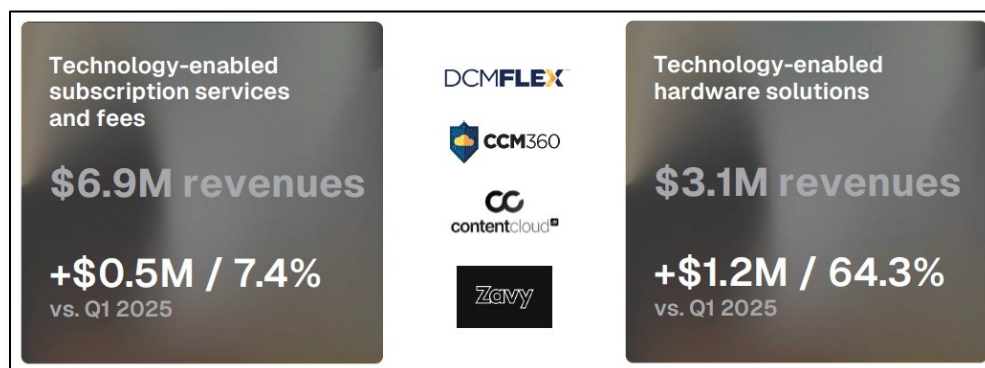 Technology-enabled
subscription services
and fees
$6.9M revenues
+$0.5M / 7.4%
vs. Q1 2025
DCMFLEX™
CCM360
contentcloud
Zavy
Technology-enabled
hardware solutions
$3.1M revenues
+$1.2M / 64.3%
vs. Q1 2025